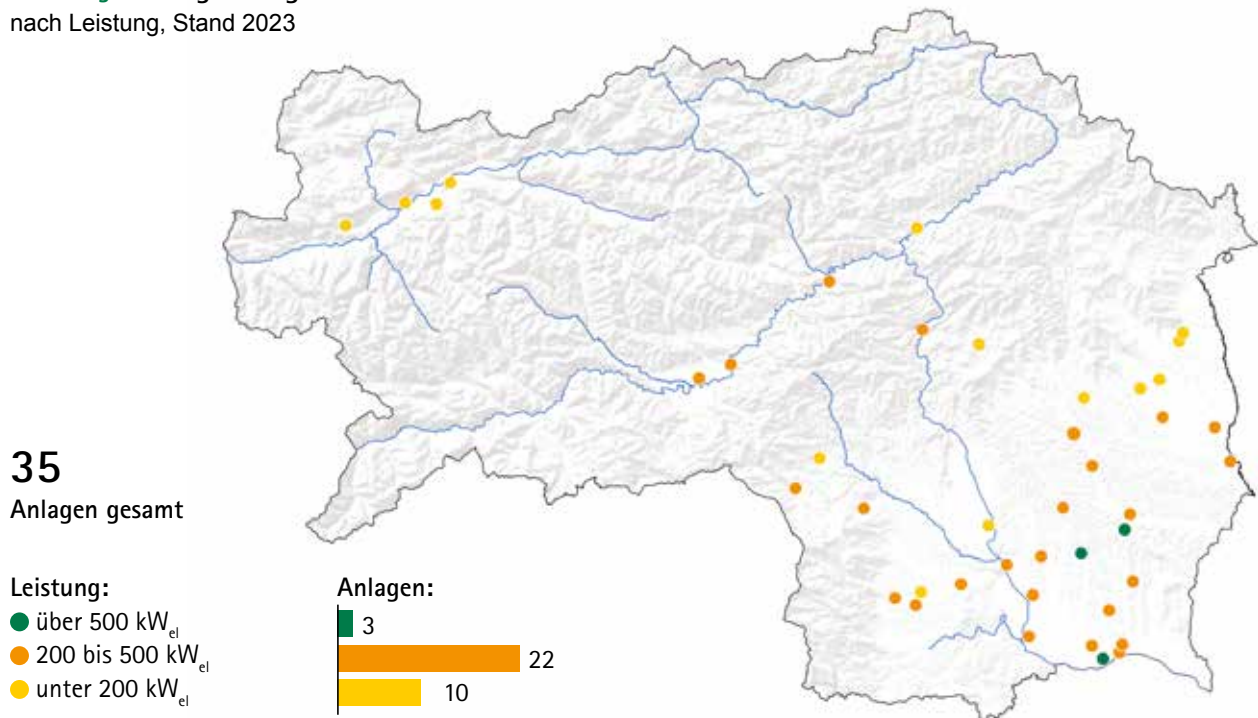 nach Leistung, Stand 2023
35
Anlagen gesamt
Leistung:
über 500 kWel
200 bis 500 kWel
unter 200 kWel
Anlagen:
3
22
10